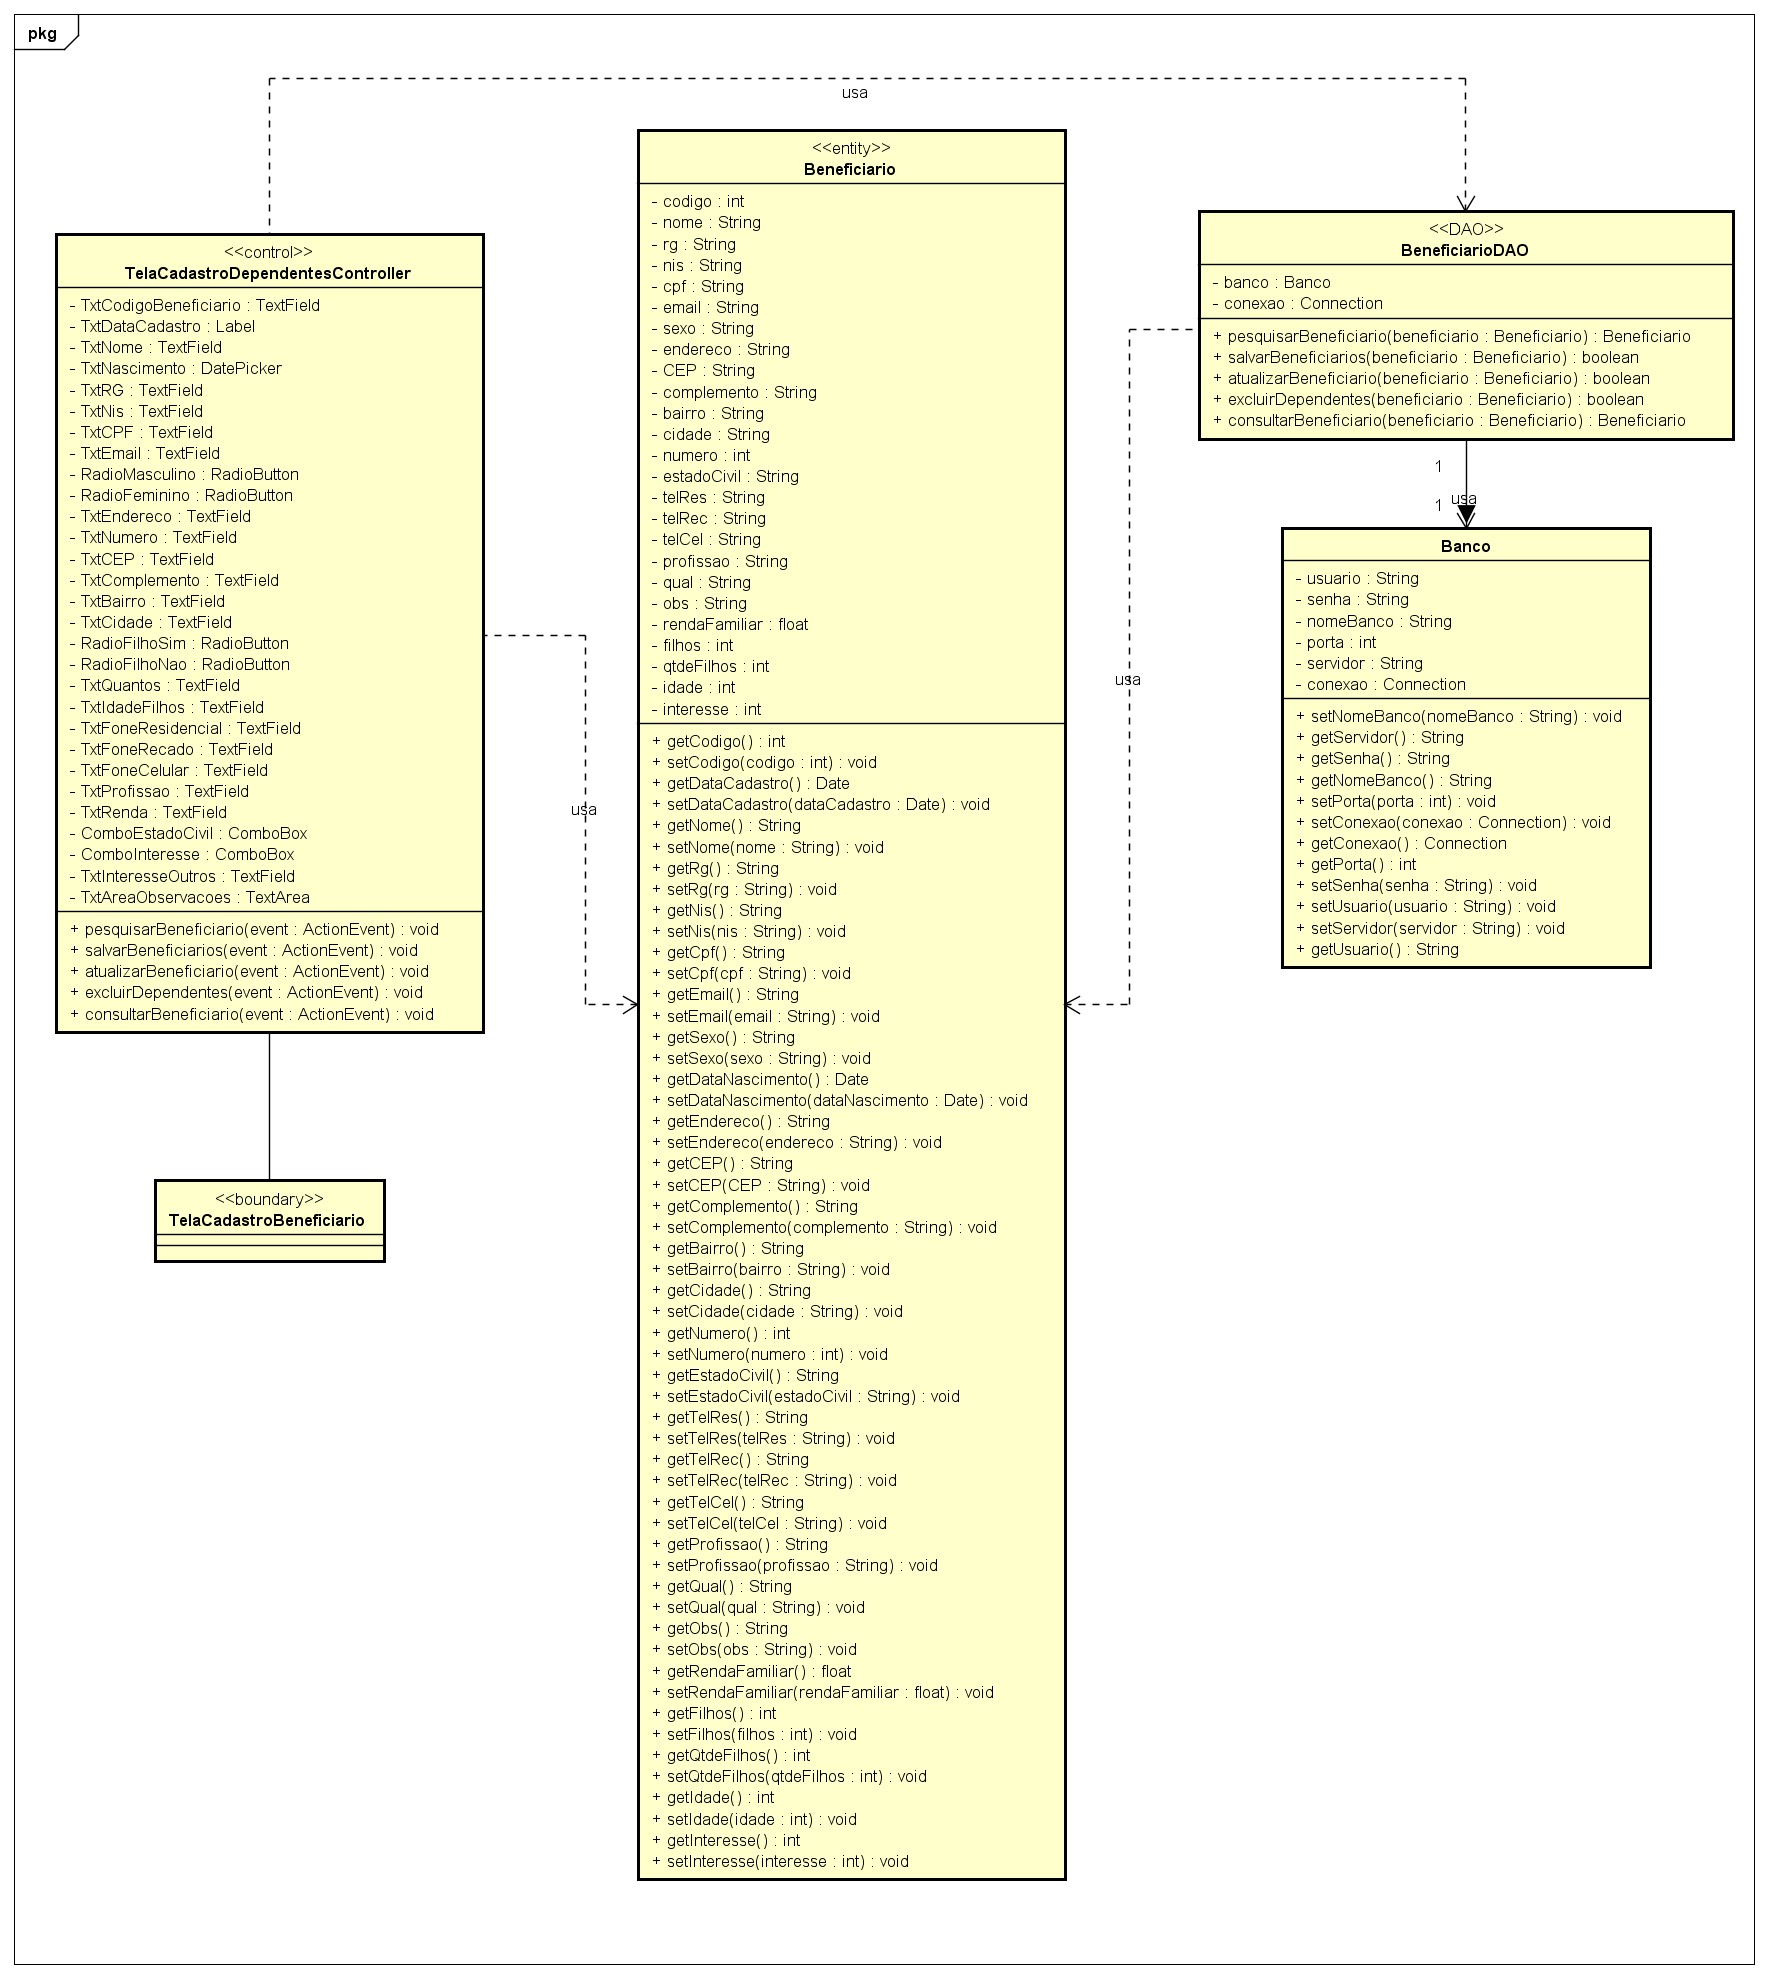 pkg
usa
<<control>>
TelaCadastroDependentesController
- TxtCodigoBeneficiario : TextField
- TxtDataCadastro : Label
- TxtNome : TextField
- TxtNascimento : DatePicker
- TxtRG : TextField
- TxtNis : TextField
- TxtCPF : TextField
- TxtEmail : TextField
- RadioMasculino : RadioButton
- RadioFeminino : RadioButton
- TxtEndereco : TextField
- TxtNumero : TextField
- TxtCEP : TextField
- TxtComplemento : TextField
- TxtBairro : TextField
- TxtCidade : TextField
- RadioFilhoSim : RadioButton
- RadioFilhoNao : RadioButton
- TxtQuantos : TextField
- TxtIdadeFilhos : TextField
- TxtFoneResidencial : TextField
- TxtFoneRecado : TextField
- TxtFoneCelular : TextField
- TxtProfissao : TextField
- TxtRenda : TextField
- ComboEstadoCivil : ComboBox
- ComboInteresse : ComboBox
- TxtInteresseOutros : TextField
- TxtAreaObservacoes : TextArea
+ pesquisarBeneficiario(event : ActionEvent) : void
+ salvarBeneficiarios(event : ActionEvent) : void
+ atualizarBeneficiario(event : ActionEvent) : void
+ excluirDependentes(event : ActionEvent) : void
+ consultarBeneficiario(event : ActionEvent) : void
<<boundary>>
TelaCadastroBeneficiario
usa
<<entity>>
Beneficiario
- codigo : int
- nome : String
- rg : String
- nis : String
- cpf : String
- email : String
- sexo : String
- endereco : String
- CEP : String
- complemento : String
- bairro : String
- cidade : String
- numero : int
- estadoCivil : String
- telRes : String
- telRec : String
- telCel : String
- profissao : String
- qual : String
- obs : String
- rendaFamiliar : float
- filhos : int
- qtdeFilhos : int
- idade : int
- interesse : int
+ getCodigo() : int
+ setCodigo(codigo : int) : void
+ getDataCadastro() : Date
+ setDataCadastro(dataCadastro : Date) : void
+ getNome() : String
+ setNome(nome : String) : void
+ getRg() : String
+ setRg(rg : String) : void
+ getNis() : String
+ setNis(nis : String) : void
+ getCpf() : String
+ setCpf(cpf : String) : void
+ getEmail() : String
+ setEmail(email : String) : void
+ getSexo() : String
+ setSexo(sexo : String) : void
+ getDataNascimento() : Date
+ setDataNascimento(dataNascimento : Date) : void
+ getEndereco() : String
+ setEndereco(endereco : String) : void
+ getCEP() : String
+ setCEP(CEP : String) : void
+ getComplemento() : String
+ setComplemento(complemento : String) : void
+ getBairro() : String
+ setBairro(bairro : String) : void
+ getCidade() : String
+ setCidade(cidade : String) : void
+ getNumero() : int
+ setNumero(numero : int) : void
+ getEstadoCivil() : String
+ setEstadoCivil(estadoCivil : String) : void
+ getTelRes() : String
+ setTelRes(telRes : String) : void
+ getTelRec() : String
+ setTelRec(telRec : String) : void
+ getTelCel() : String
+ setTelCel(telCel : String) : void
+ getProfissao() : String
+ setProfissao(profissao : String) : void
+ getQual() : String
+ setQual(qual : String) : void
+ getObs() : String
+ setObs(obs : String) : void
+ getRendaFamiliar() : float
+ setRendaFamiliar(rendaFamiliar : float) : void
+ getFilhos() : int
+ setFilhos(filhos : int) : void
+ getQtdeFilhos() : int
+ setQtdeFilhos(qtdeFilhos : int) : void
+ getIdade() : int
+ setIdade(idade : int) : void
+ getInteresse() : int
+ setInteresse(interesse : int) : void
usa
<<DAO>>
BeneficiarioDAO
- banco : Banco
- conexao : Connection
+ pesquisarBeneficiario(beneficiario : Beneficiario) : Beneficiario
+ salvarBeneficiarios(beneficiario : Beneficiario) : boolean
+ atualizarBeneficiario(beneficiario : Beneficiario) : boolean
+ excluirDependentes(beneficiario : Beneficiario) : boolean
+ consultarBeneficiario(beneficiario : Beneficiario) : Beneficiario
1
usa
1
Banco
- usuario : String
- senha : String
- nomeBanco : String
- porta : int
- servidor : String
- conexao : Connection
+ setNomeBanco(nomeBanco : String) : void
+ getServidor() : String
+ getSenha() : String
+ getNomeBanco() : String
+ setPorta(porta : int) : void
+ setConexao(conexao : Connection) : void
+ getConexao() : Connection
+ getPorta() : int
+ setSenha(senha : String) : void
+ setUsuario(usuario : String) : void
+ setServidor(servidor : String) : void
+ getUsuario() : String